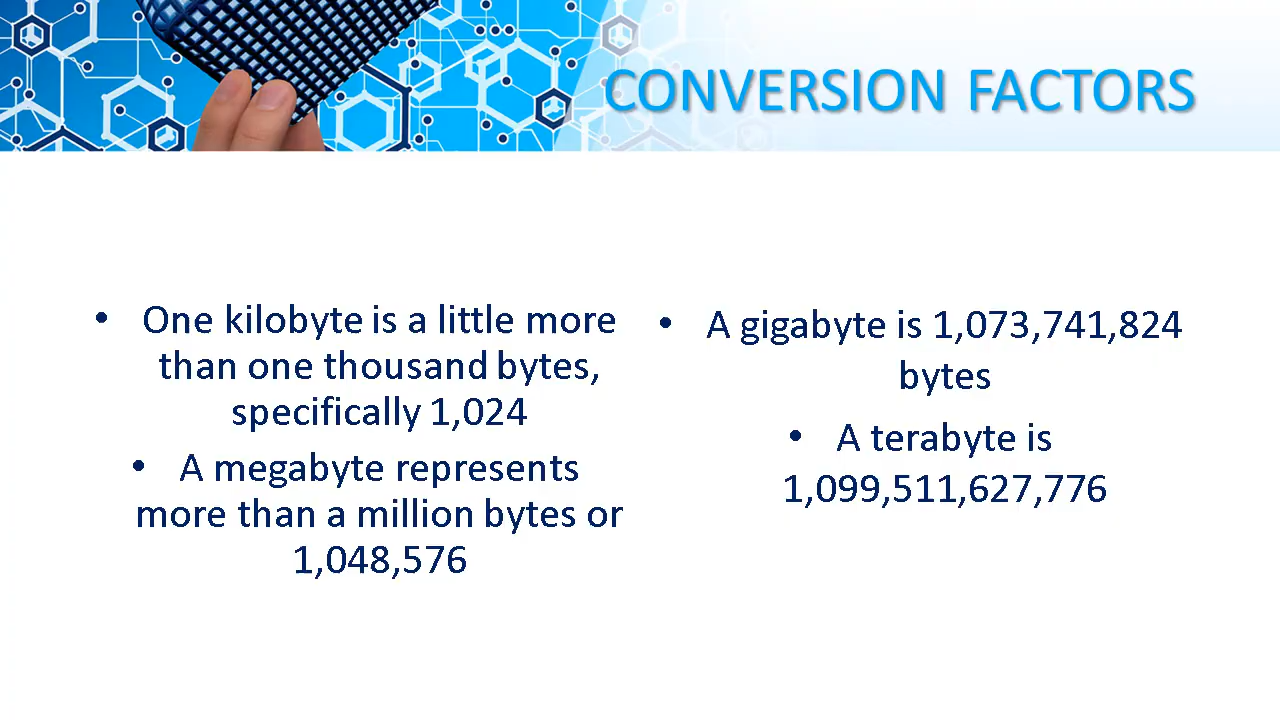 CONVERSION FACTORS
• One kilobyte is a little more
than one thousand bytes,
specifically 1,024
• A megabyte represents
more than a million bytes or
1,048,576
• A gigabyte is 1,073,741,824
bytes
• A terabyte is
1,099,511,627,776